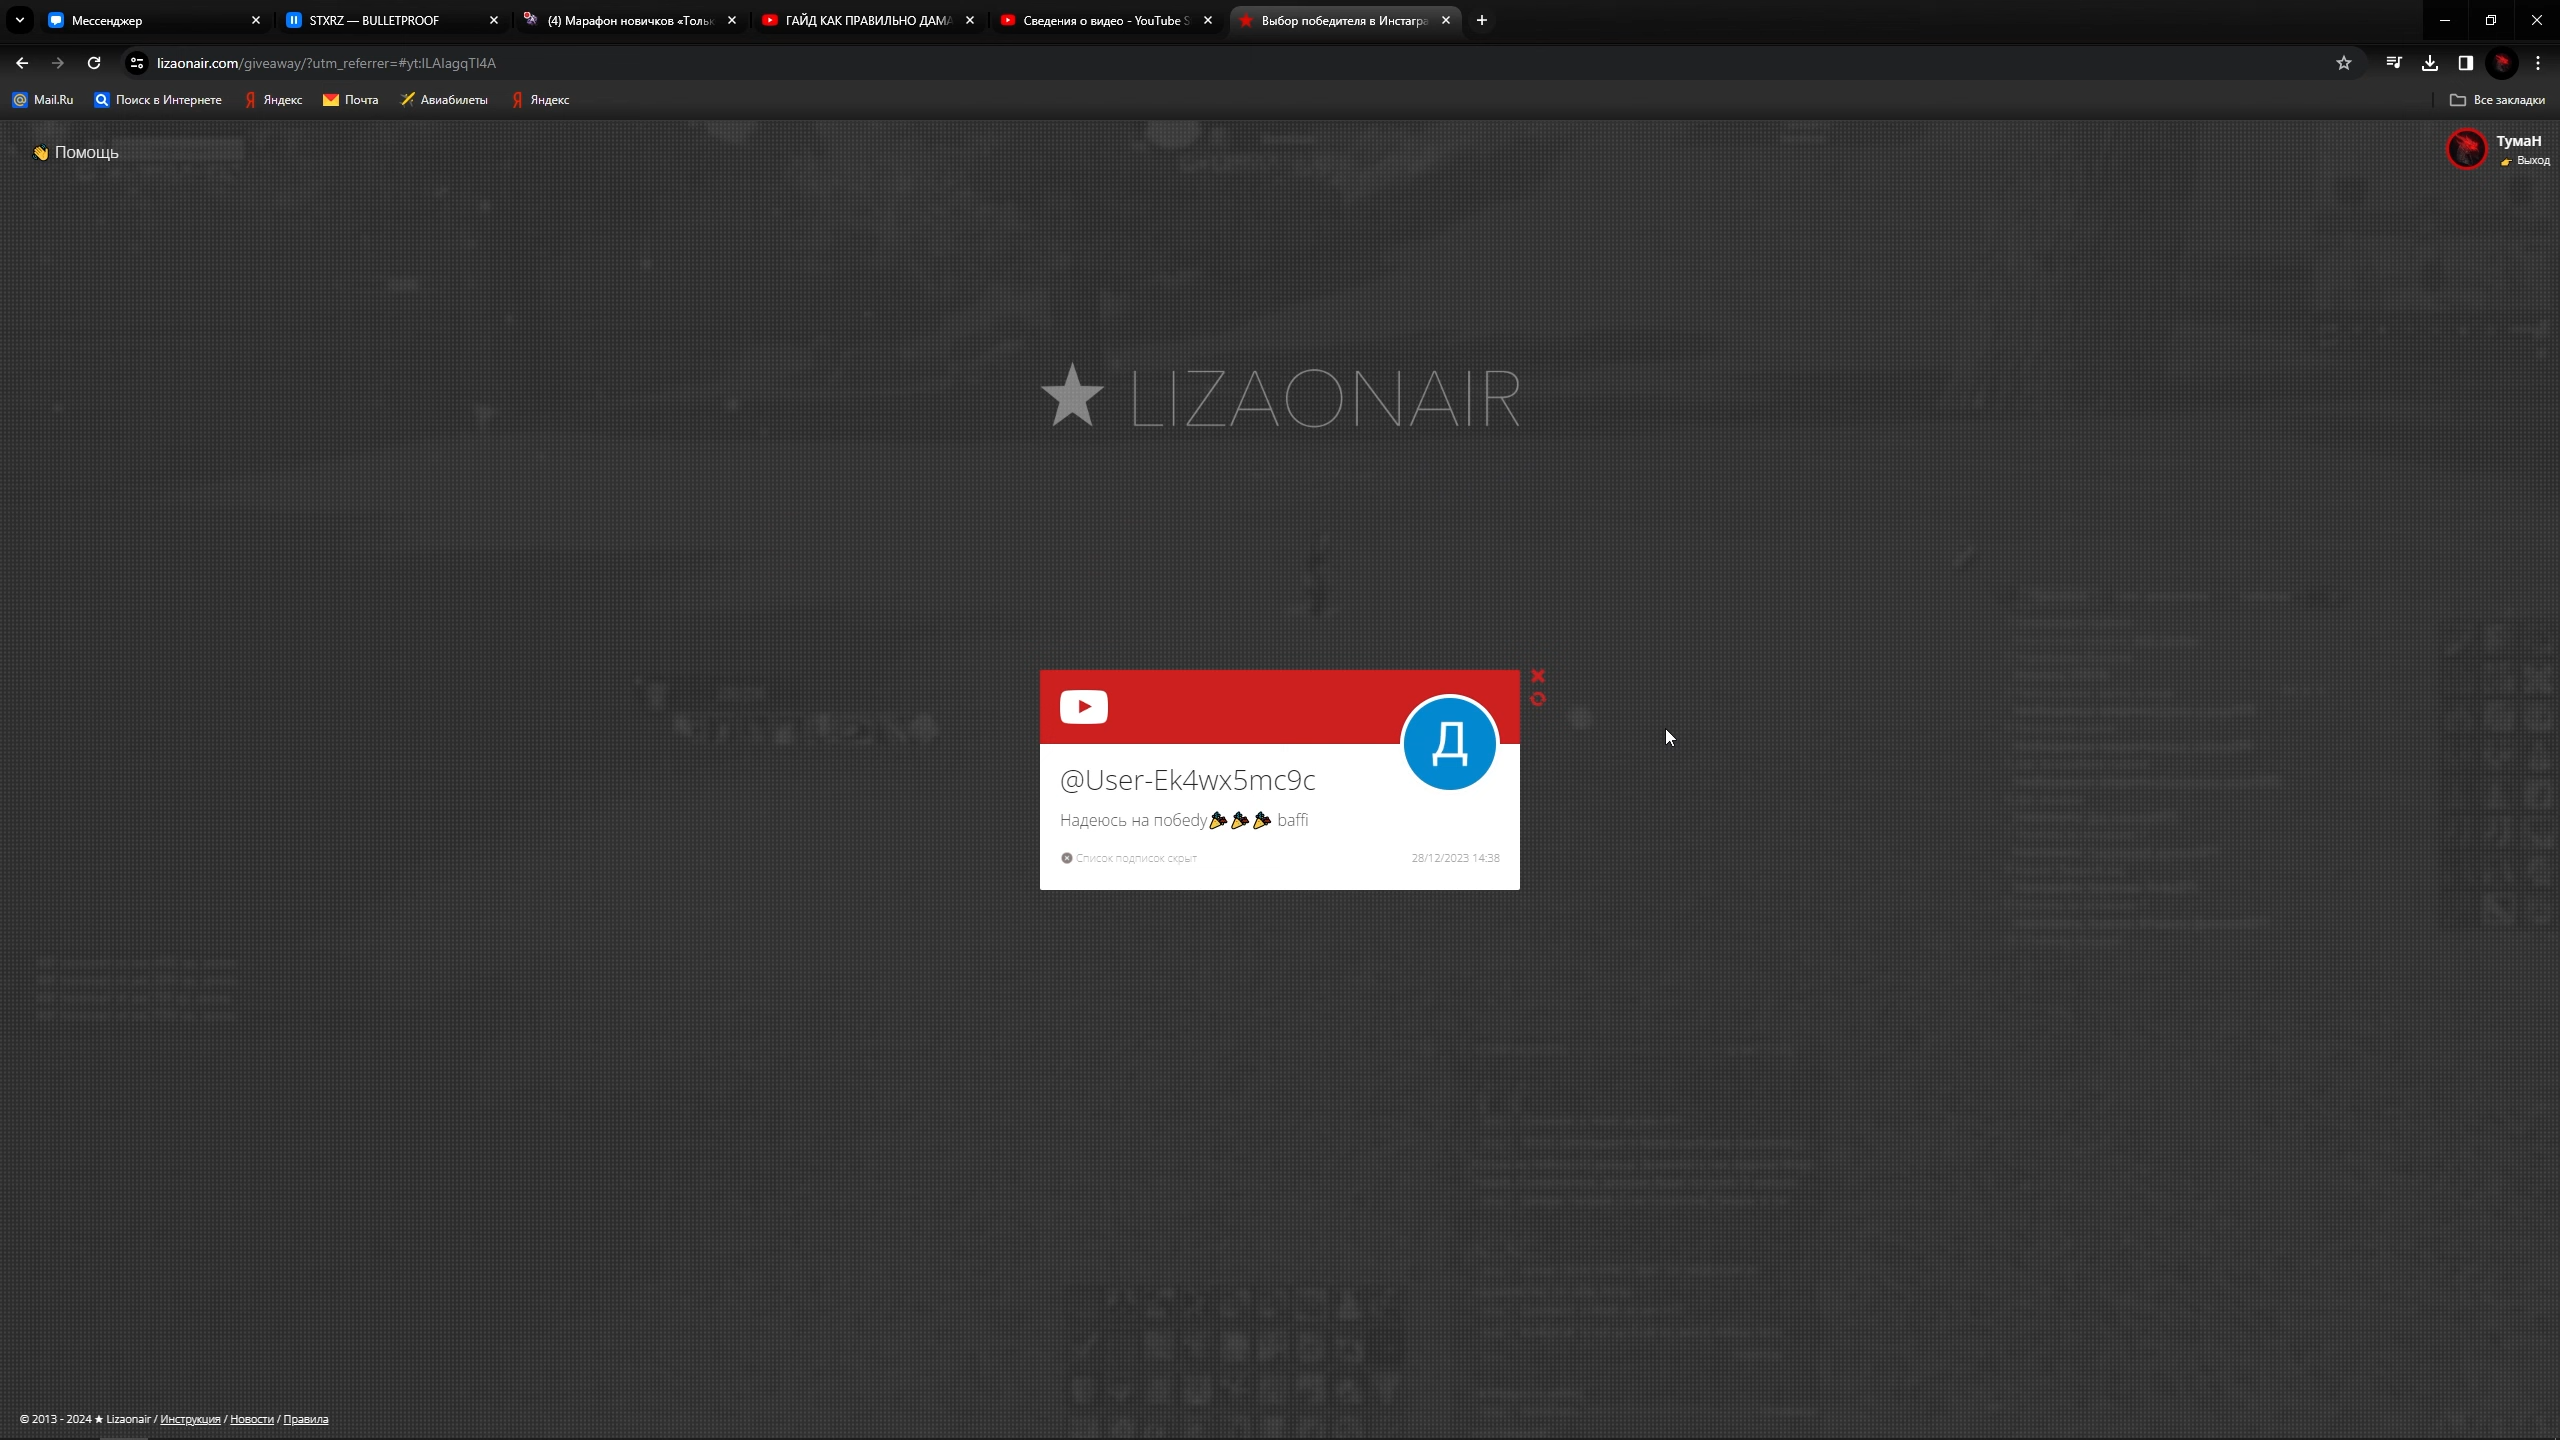 Мессенджер
STXRZ — BULLETPROOF
(4) Марафон новичков «Тольк
ГАЙД КАК ПРАВИЛЬНО ДАМА
Сведения о видео - YouTube S
Выбор победителя в Инстагра
lizaonair.com/giveaway/?utm_referrer=#yt:ILAlagqTI4A
Mail.Ru
Поиск в Интернете
Яндекс
Почта
Авиабилеты
Яндекс
Все закладки
Помощь
ТумаН
Выход
LIZAONAIR
Д
@User-Ek4wx5mc9c
Надеюсь на побеdy🎉🎉🎉 baffi
Список подписок скрыт
28/12/2023 14:38
© 2013 - 2024 ★ Lizaonair / Инструкция / Новости / Правила